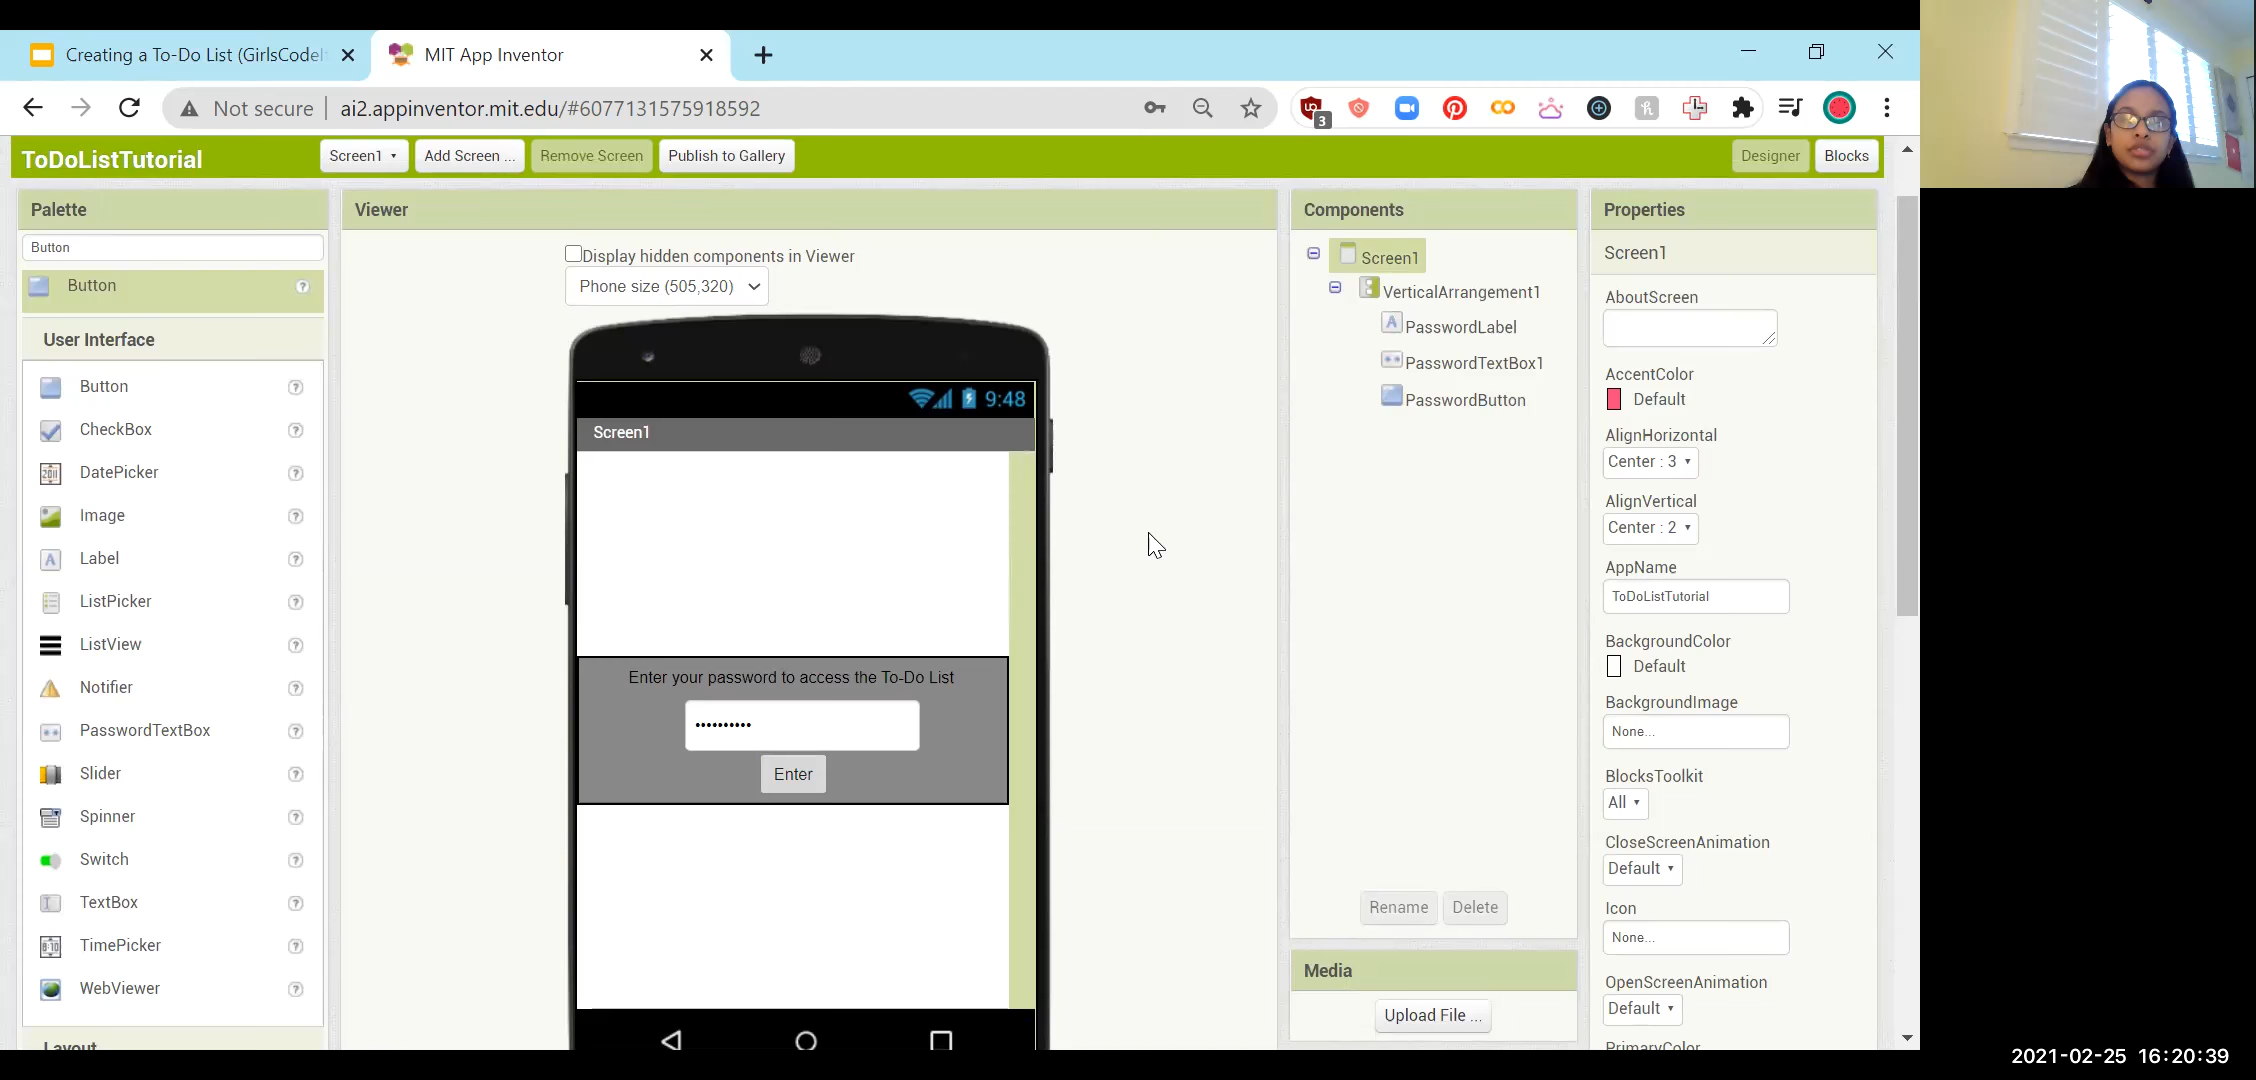 Creating a To-Do List (GirlsCodeI
MIT App Inventor
Not secure
ai2.appinventor.mit.edu/#6077131575918592
3
ToDoListTutorial
Screen1
Add Screen ...
Remove Screen
Publish to Gallery
Designer
Blocks
Palette
Button
Button
User Interface
Button
CheckBox
DatePicker
Image
Label
ListPicker
ListView
Notifier
PasswordTextBox
Slider
Spinner
Switch
TextBox
TimePicker
WebViewer
Layout
Viewer
Display hidden components in Viewer
Phone size (505,320)
9:48
Screen1
Enter your password to access the To-Do List
••••••••••
Enter
Components
Screen1
VerticalArrangement1
PasswordLabel
PasswordTextBox1
PasswordButton
Rename
Delete
Media
Upload File ...
Properties
Screen1
AboutScreen
AccentColor
Default
AlignHorizontal
Center : 3
AlignVertical
Center : 2
AppName
ToDoListTutorial
BackgroundColor
Default
BackgroundImage
None...
BlocksToolkit
All
CloseScreenAnimation
Default
Icon
None...
OpenScreenAnimation
Default
PrimaryColor
2021-02-25 16:20:39